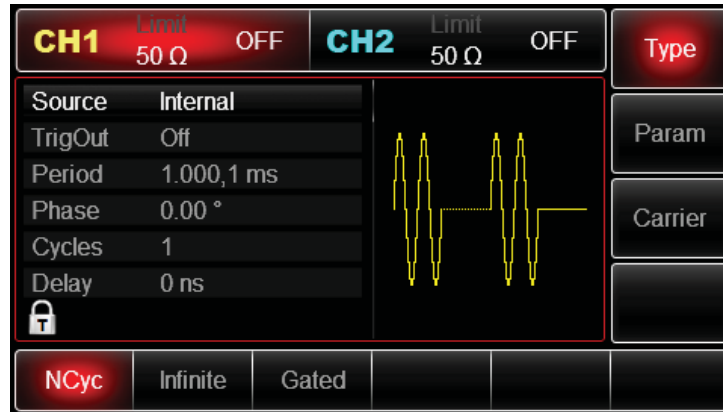 CH1 Limit 50 Ω OFF CH2 Limit 50 Ω OFF Type
Source Internal
TrigOut Off
Param
Period 1.000,1 ms
Phase 0.00 °
Carrier
Cycles 1
Delay 0 ns
T
NCyc Infinite Gated